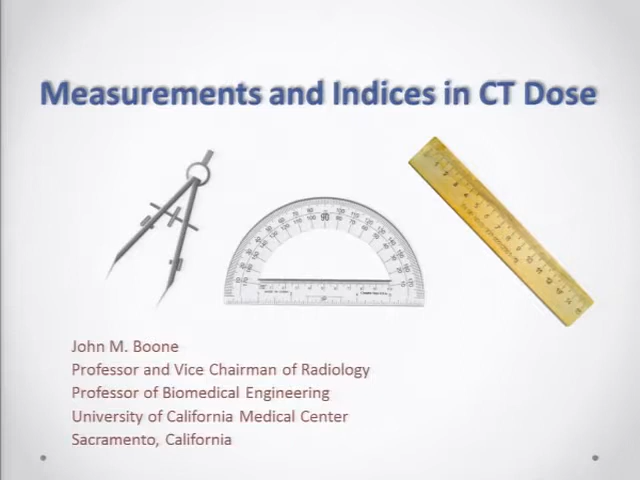 Measurements and Indices in CT Dose
90
John M. Boone
Professor and Vice Chairman of Radiology
Professor of Biomedical Engineering
University of California Medical Center
Sacramento, California